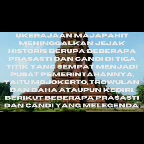 UKERAJAAN MAJAPAHIT
MENINGGALKAN JEJAK
HISTORIS BERUPA BEBERAPA
PRASASTI DAN CANDI DI TIGA
TITIK YANG SEMPAT MENJADI
PUSAT PEMERINTAHANNYA
YAITU MOJOKERTO, TROWULAN
DAN DAHA ATAUPUN KEDIRI
BERIKUT BEBERAPA PRASASTI
DAN CANDI YANG MELEGENDA